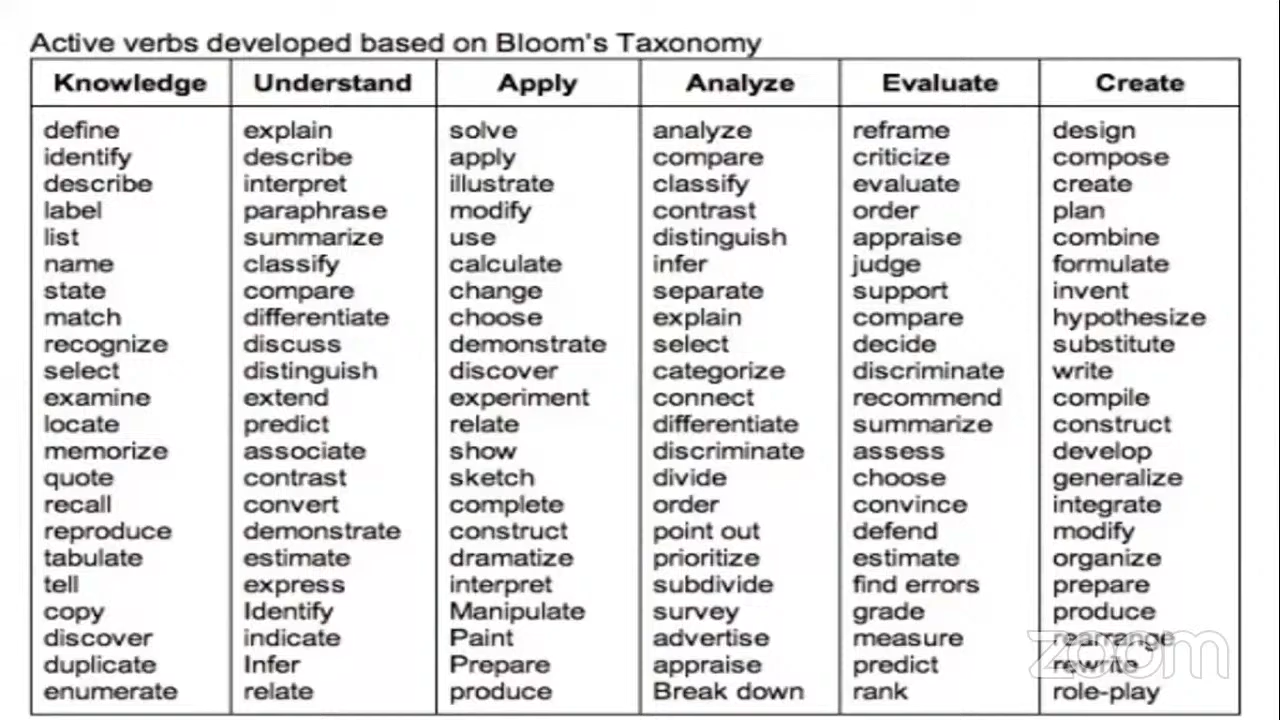 Active verbs developed based on Bloom's Taxonomy
Knowledge Understand Apply Analyze Evaluate Create
define explain solve analyze reframe design
identify describe apply compare criticize compose
describe interpret illustrate classify evaluate create
label paraphrase modify contrast order plan
list summarize use distinguish appraise combine
name classify calculate infer judge formulate
state compare change separate support invent
match differentiate choose explain compare hypothesize
recognize discuss demonstrate select decide substitute
select distinguish discover categorize discriminate write
examine extend experiment connect recommend compile
locate predict relate differentiate summarize construct
memorize associate show discriminate assess develop
quote contrast sketch divide choose generalize
recall convert complete order convince integrate
reproduce demonstrate construct point out defend modify
tabulate estimate dramatize prioritize estimate organize
tell express interpret subdivide find errors prepare
copy Identify Manipulate survey grade produce
discover indicate Paint advertise measure rearrange
duplicate Infer Prepare appraise predict rewrite
enumerate relate produce Break down rank role-play
zoom